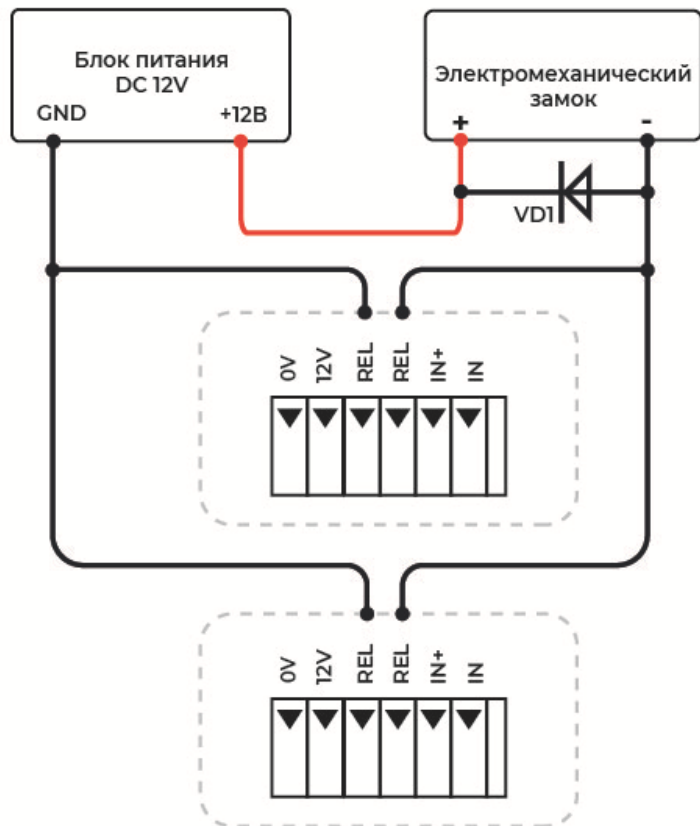 Блок питания
DC 12V
GND
+12В
Электромеханический
замок
+
-
VD1
0V 12V REL REL IN+ IN
0V 12V REL REL IN+ IN